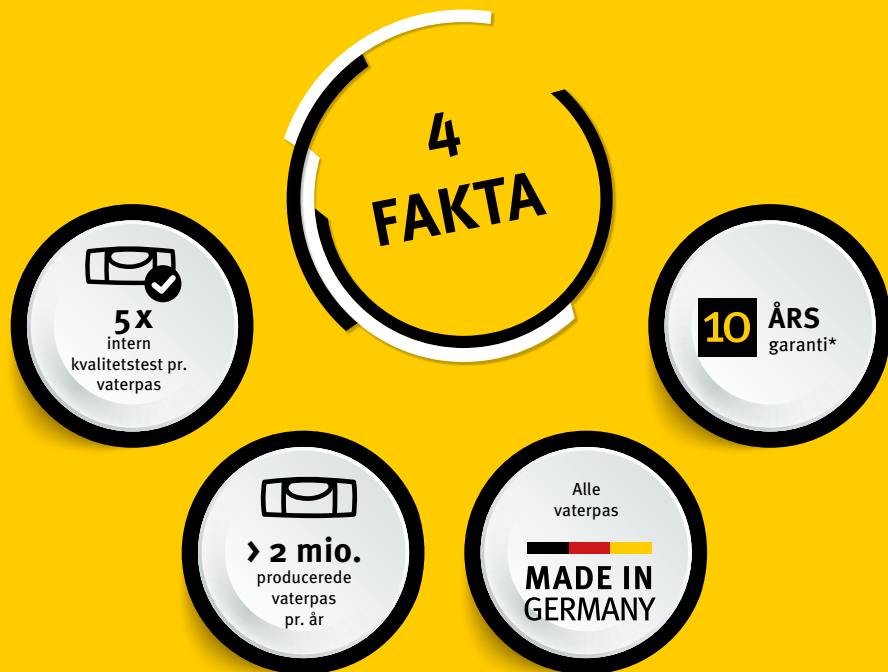 4
FAKTA
5 x
intern
kvalitetstest pr.
vaterpas
> 2 mio.
producerede
vaterpas
pr. år
Alle
vaterpas
MADE IN
GERMANY
10 ÅRS
garanti*